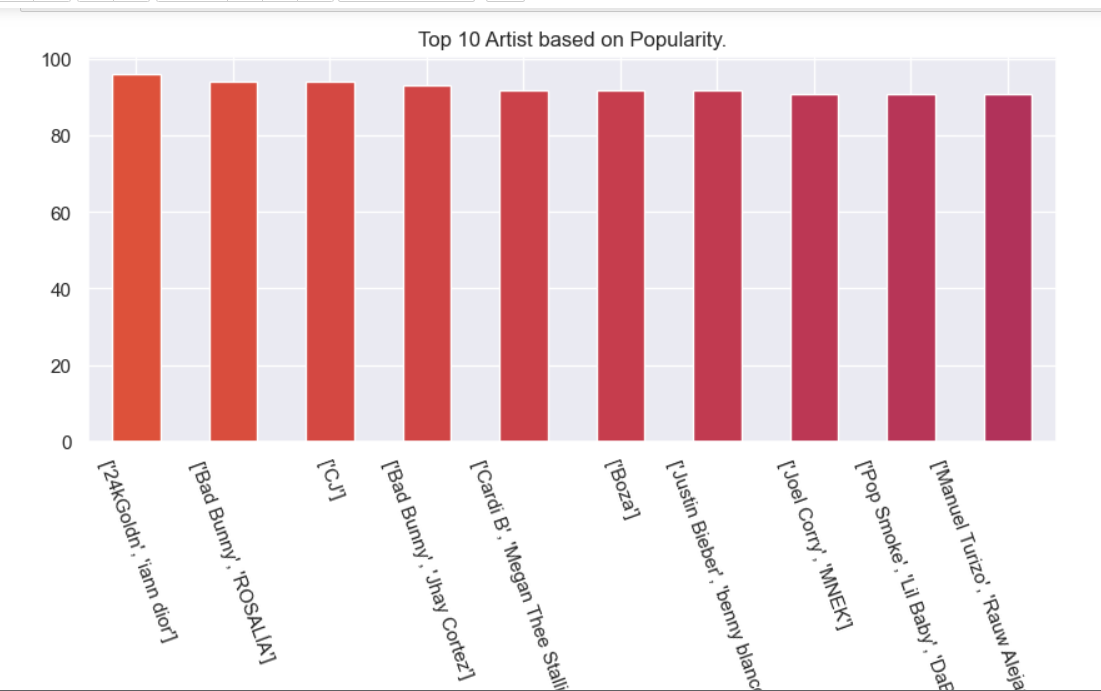 Top 10 Artist based on Popularity.
100
80
60
40
20
0
['24kGoldn', 'iann dior']
['Bad Bunny', 'ROSALÍA']
['CJ']
['Bad Bunny', 'Jhay Cortez']
['Cardi B', 'Megan Thee Stalli
['Boza']
['Justin Bieber', 'benny blanc
['Joel Corry', 'MNEK']
['Pop Smoke', 'Lil Baby', 'DaB
['Manuel Turizo', 'Rauw Aleja